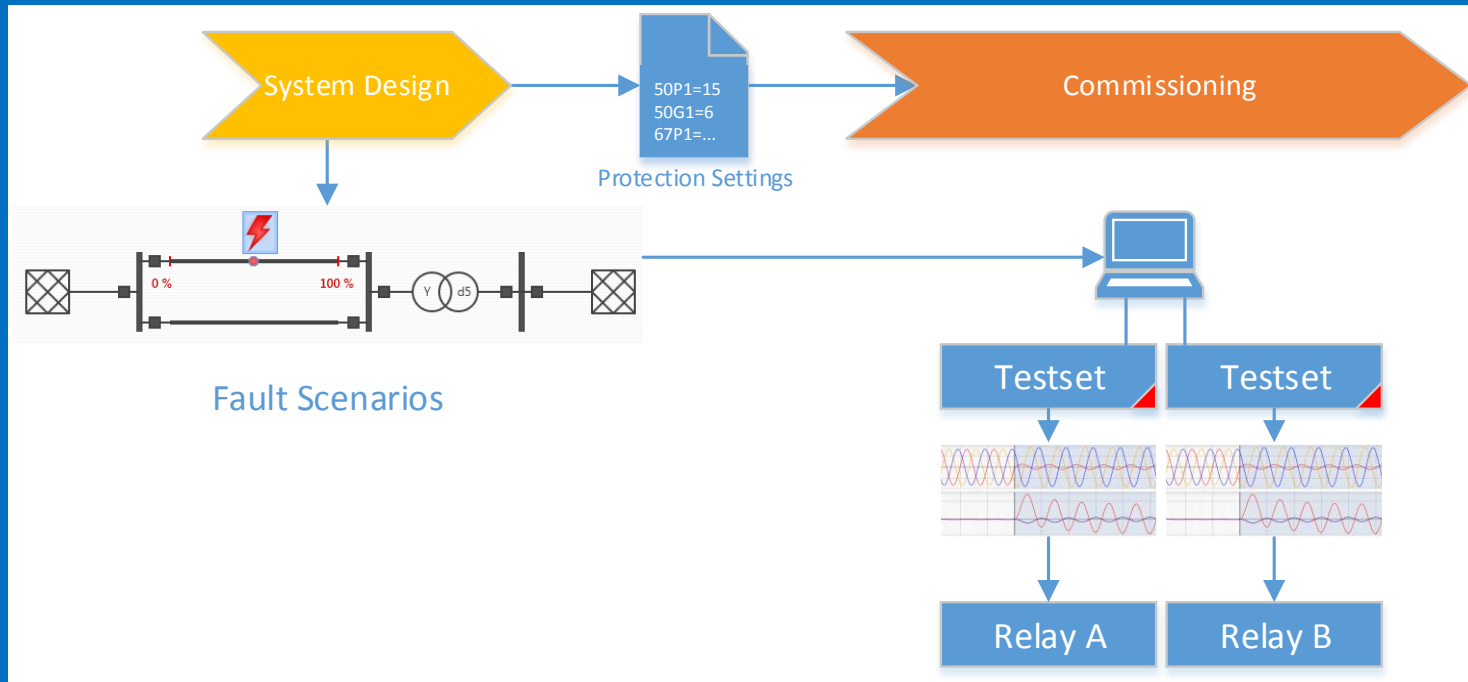 System Design
50P1=15
50G1=6
67P1=...
Commissioning
Protection Settings
0 %
100 %
Y
d5
Fault Scenarios
Testset
Testset
Relay A
Relay B